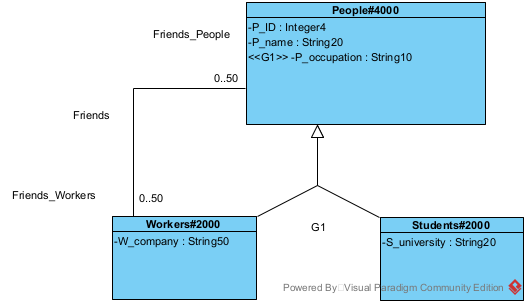 People#4000
-P_ID : Integer4
-P_name : String20
<<G1>> -P_occupation : String10
Friends_People
0..50
Friends
Friends_Workers
0..50
Workers#2000
-W_company : String50
G1
Students#2000
-S_university : String20
Powered By Visual Paradigm Community Edition